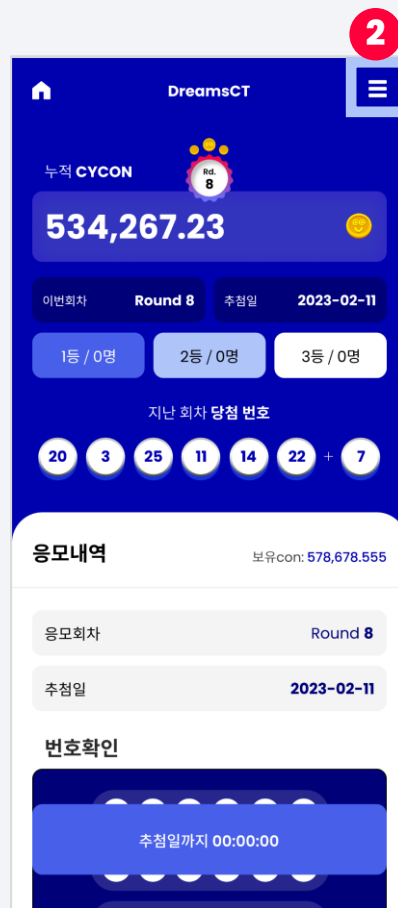 2
DreamsCT
누적 CYCON
Rd.
8
534,267.23
이번회차 Round 8 추첨일 2023-02-11
1등 / 0명 2등 / 0명 3등 / 0명
지난 회차 당첨 번호
20 3 25 11 14 22 + 7
응모내역 보유con: 578,678.555
응모회차 Round 8
추첨일 2023-02-11
번호확인
추첨일까지 00:00:00